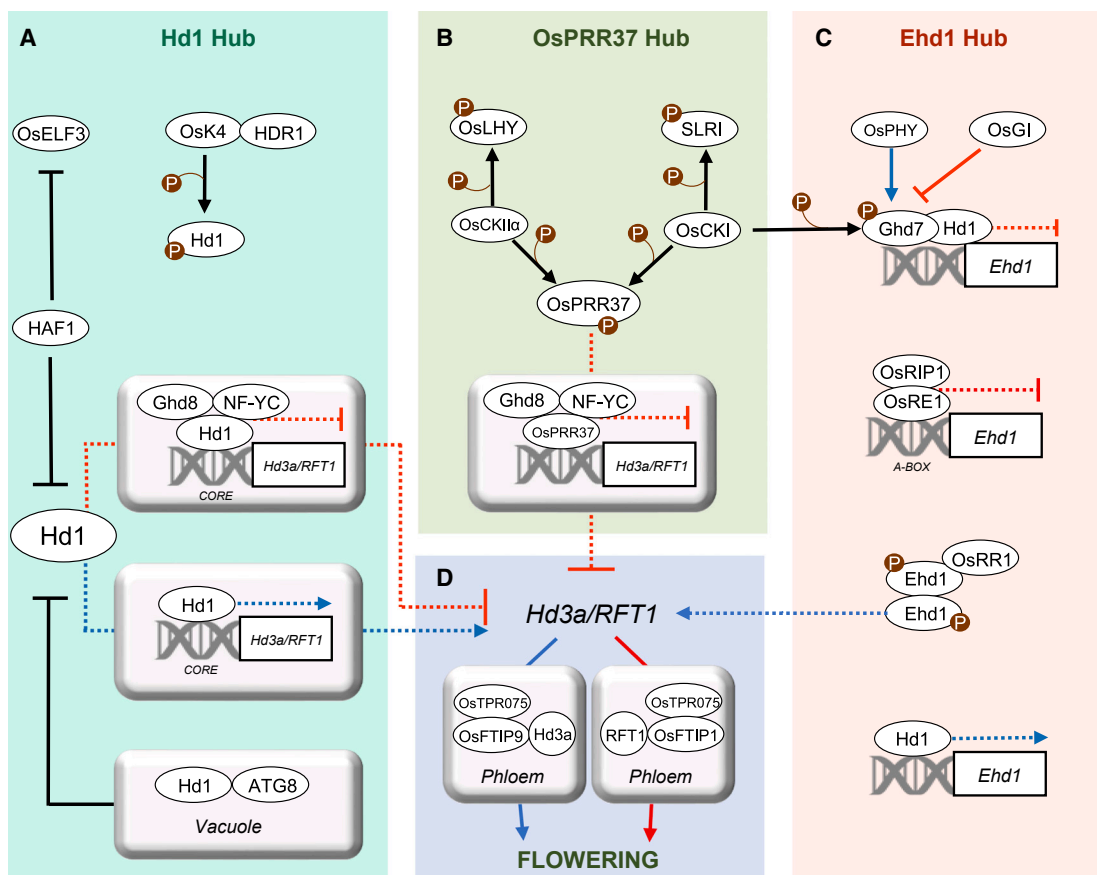 A
Hd1 Hub
OsELF3
OsK4
HDR1
P
P
Hd1
HAF1
Ghd8
NF-YC
Hd1
Hd3a/RFT1
CORE
Hd1
Hd1
Hd3a/RFT1
CORE
Hd1
ATG8
Vacuole
B
OsPRR37 Hub
P
OsLHY
P
SLRI
P
P
OsCKIIα
OsCKI
P
P
OsPRR37
P
Ghd8
NF-YC
OsPRR37
Hd3a/RFT1
C
Ehd1 Hub
OsPHY
OsGI
P
P
Ghd7
Hd1
Ehd1
OsRIP1
OsRE1
Ehd1
A-BOX
P
OsRR1
Ehd1
Ehd1
P
Hd1
Ehd1
D
Hd3a/RFT1
OsTPR075
OsFTIP9
Hd3a
Phloem
OsTPR075
RFT1
OsFTIP1
Phloem
FLOWERING